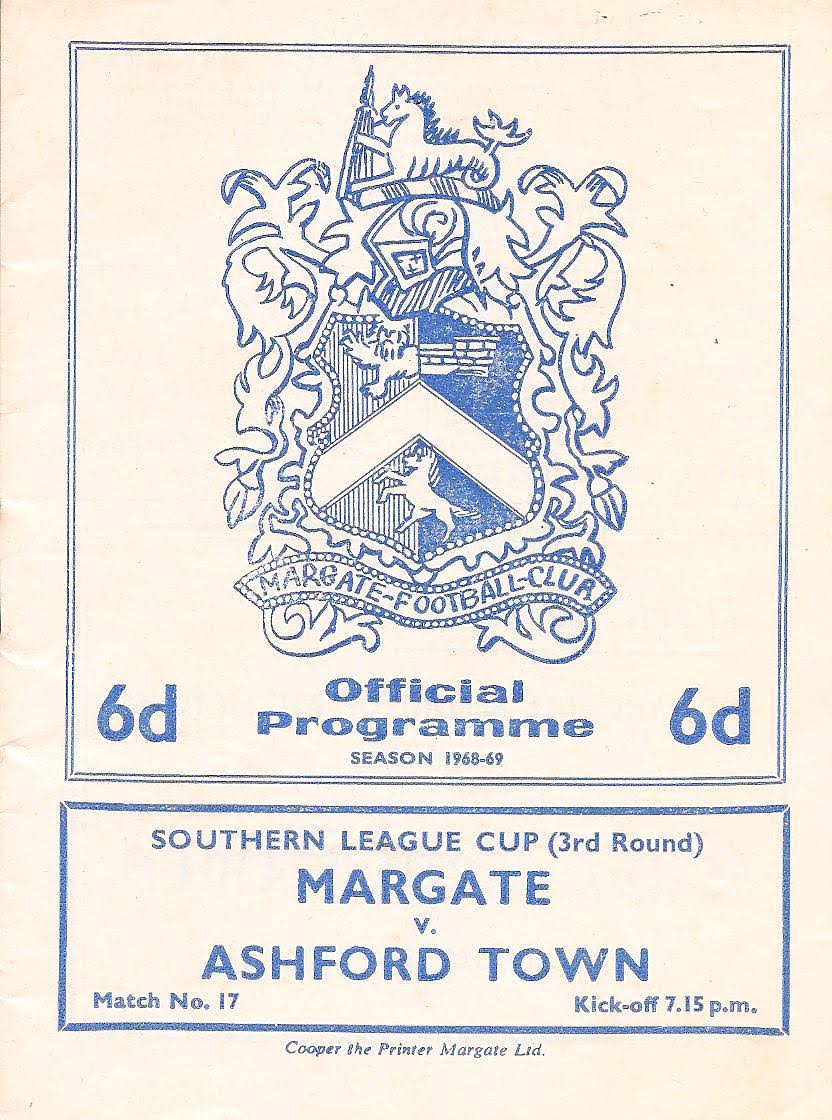 MARGATE-FOOTBALL-CLUB
6d
Official
Programme
6d
SEASON 1968-69
SOUTHERN LEAGUE CUP (3rd Round)
MARGATE
v.
ASHFORD TOWN
Match No. 17
Kick-off 7.15 p.m.
Cooper the Printer Margate Ltd.